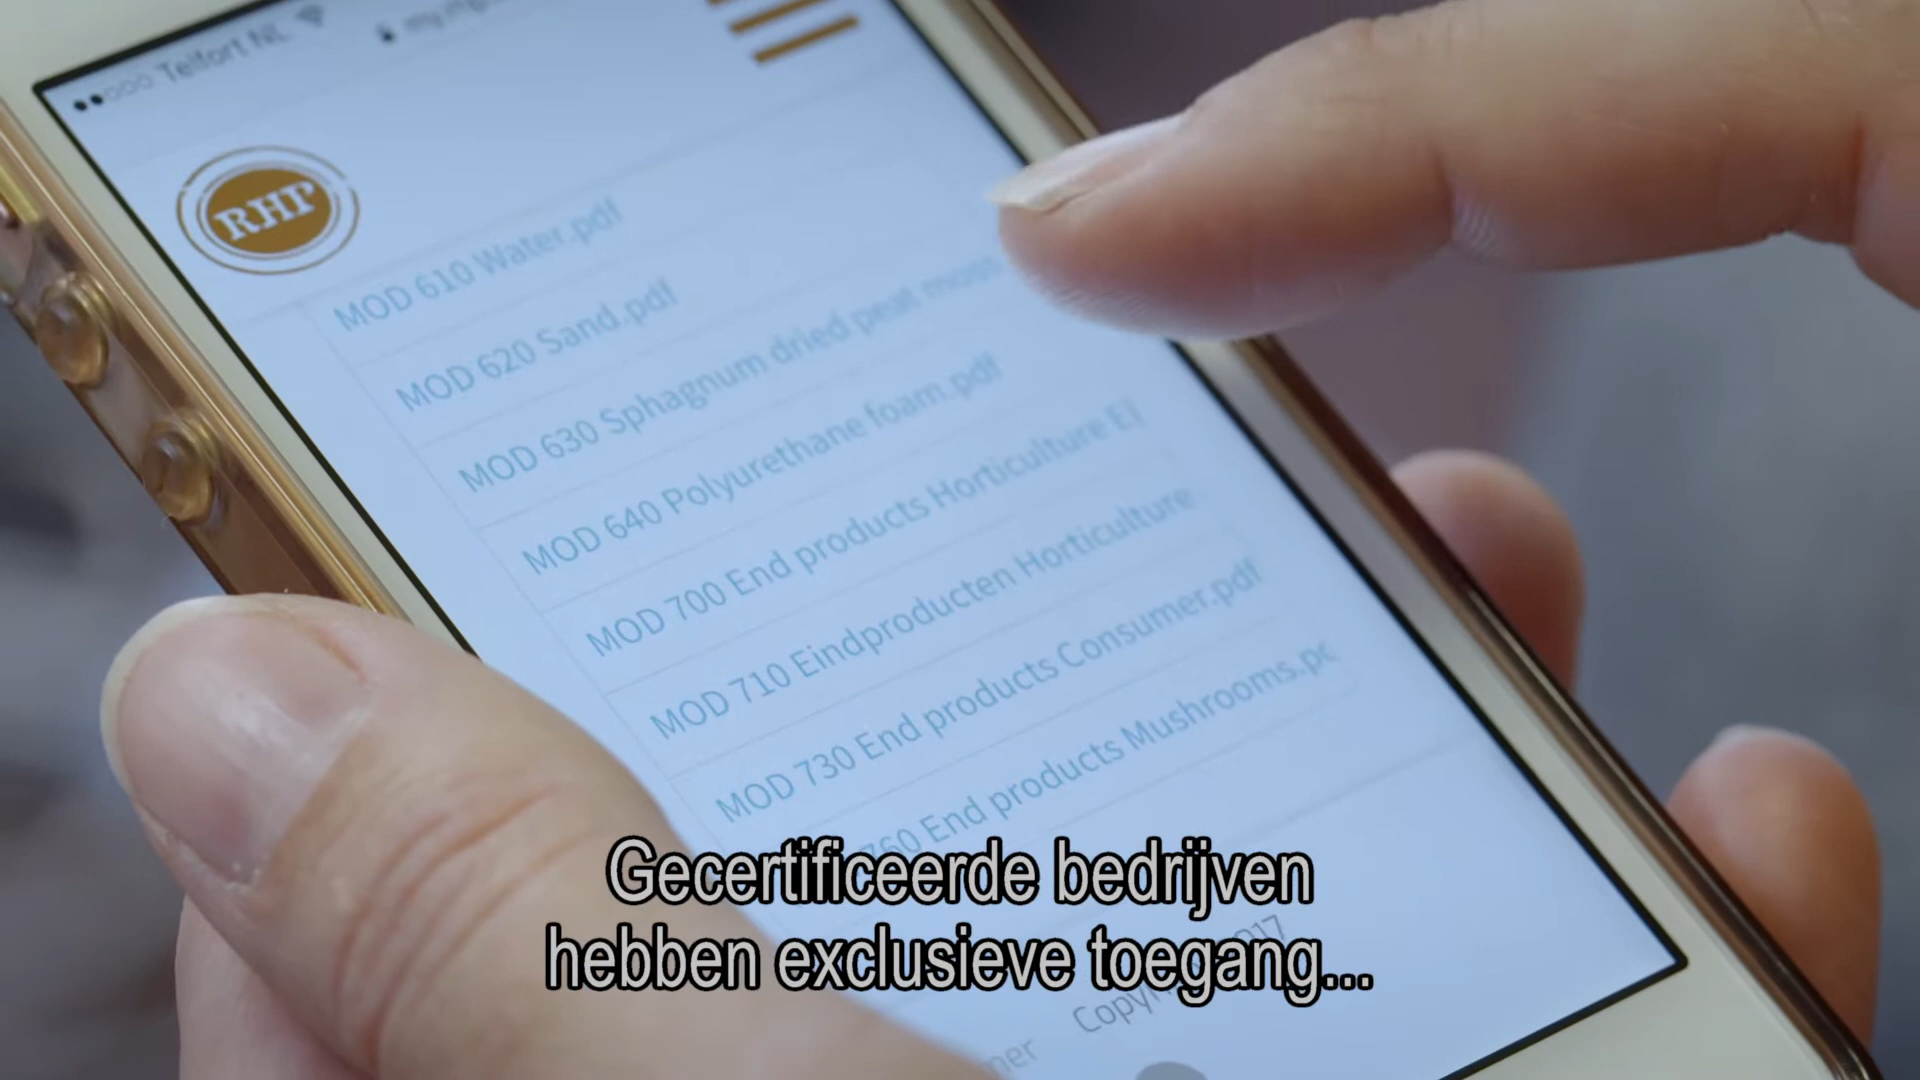 Telfort NL
RHP
MOD 610 Water.pdf
MOD 620 Sand.pdf
MOD 630 Sphagnum dried peat moss
MOD 640 Polyurethane foam.pdf
MOD 700 End products Horticulture
MOD 710 Eindproducten Horticulture
MOD 730 End products Consumer.pdf
760 End products Mushrooms
Gecertificeerde bedrijven
hebben exclusieve toegang...